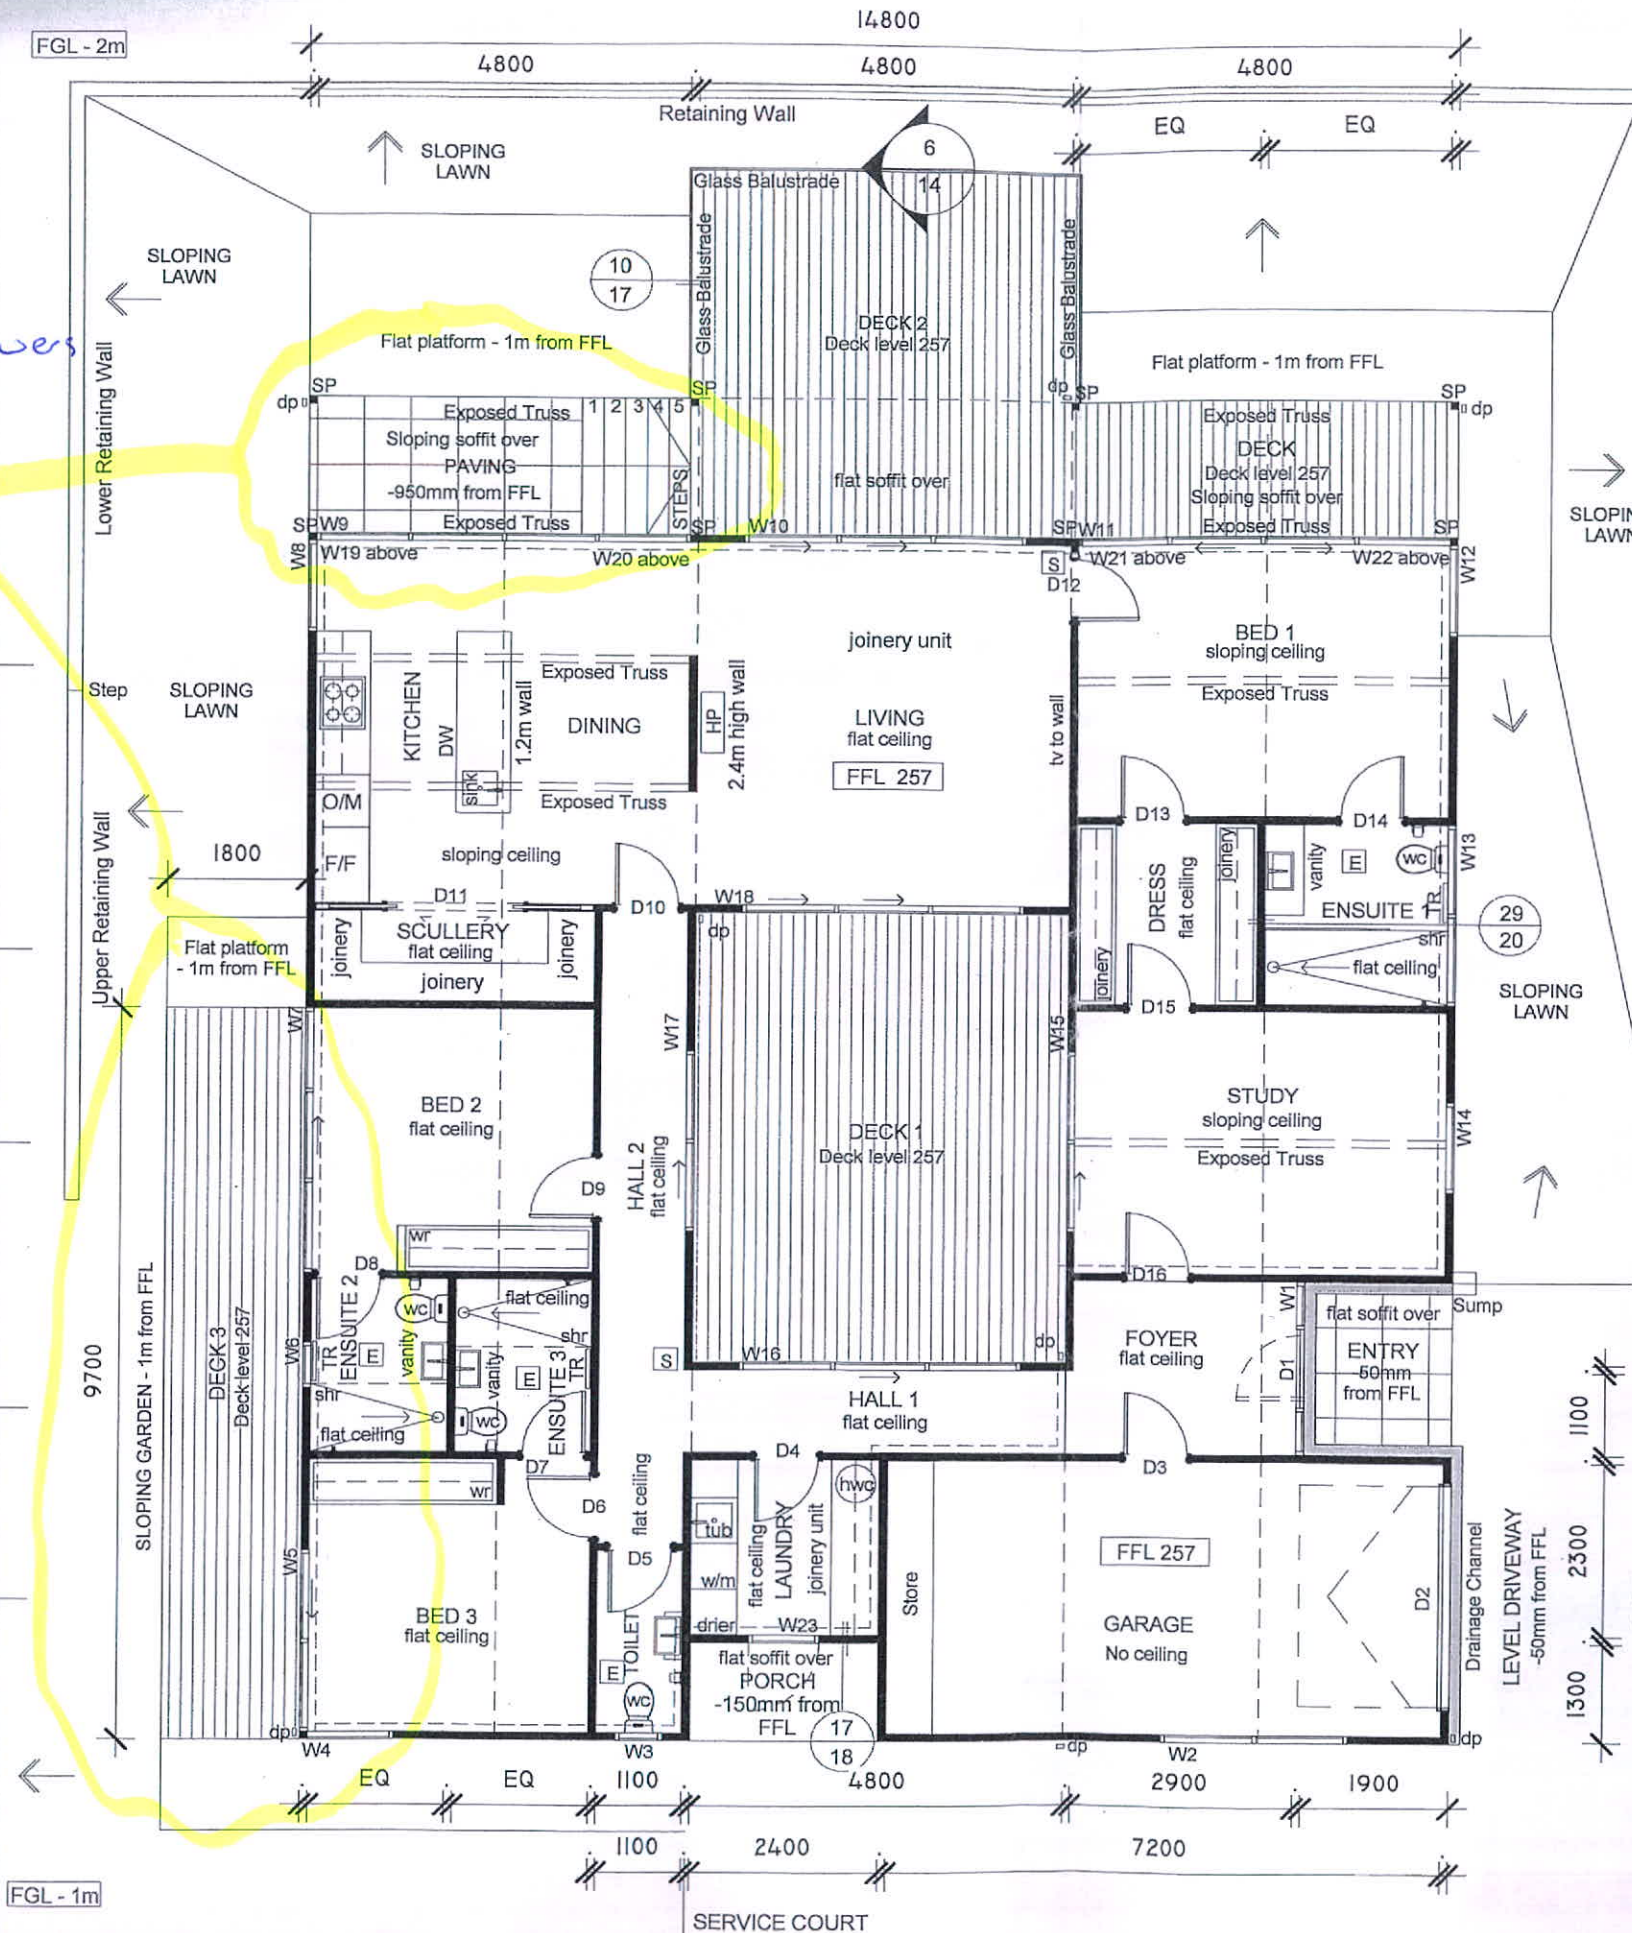 14800
FGL - 2m
4800
4800
4800
Retaining Wall
EQ
EQ
SLOPING
LAWN
6
14
Glass Balustrade
Glass Balustrade
Glass Balustrade
SLOPING
LAWN
10
17
DECK 2
Deck level 257
Flat platform - 1m from FFL
Flat platform - 1m from FFL
Lower Retaining Wall
SP
SP
dp
SP
SP
dp
dp
Exposed Truss
1 2 3 4 5
Sloping soffit over
PAVING
-950mm from FFL
Exposed Truss
STEPS
flat soffit over
Exposed Truss
DECK
Deck level 257
Sloping soffit over
Exposed Truss
SLOPIN
LAWN
SP
W9
SP
W10
SP
W11
SP
W8
W19 above
W20 above
S
D12
W21 above
W22 above
W12
joinery unit
BED 1
sloping ceiling
Exposed Truss
Exposed Truss
Step
SLOPING
LAWN
KITCHEN
DW
1.2m wall
DINING
HP
2.4m high wall
LIVING
flat ceiling
FFL 257
tv to wall
sink
O/M
Exposed Truss
D13
D14
Upper Retaining Wall
1800
F/F
sloping ceiling
D11
D10
W18
joinery
DRESS
flat ceiling
joinery
vanity
E
WC
W13
ENSUITE 1
TR
29
20
shr
flat ceiling
D15
Flat platform
- 1m from FFL
joinery
SCULLERY
flat ceiling
joinery
joinery
dp
SLOPING
LAWN
W7
W17
W15
BED 2
flat ceiling
STUDY
sloping ceiling
Exposed Truss
W14
DECK 1
Deck level 257
HALL 2
flat ceiling
D9
wr
D8
D16
9700
SLOPING GARDEN - 1m from FFL
DECK 3
Deck level 257
W6
ENSUITE 2
TR
E
wc
vanity
shr
flat ceiling
flat ceiling
shr
vanity
E
wc
ENSUITE 3
TR
S
W16
dp
W1
flat soffit over
Sump
FOYER
flat ceiling
D1
ENTRY
-50mm
from FFL
1100
HALL 1
flat ceiling
D7
D4
D3
wr
D6
flat ceiling
hwc
tub
flat ceiling
LAUNDRY
joinery unit
W5
D5
w/m
Store
FFL 257
D2
Drainage Channel
LEVEL DRIVEWAY
-50mm from FFL
2300
BED 3
flat ceiling
TOILET
E
wc
drier
W23
GARAGE
No ceiling
flat soffit over
PORCH
-150mm from
FFL
17
18
1300
dp
W4
W3
dp
W2
dp
EQ
EQ
1100
4800
2900
1900
1100
2400
7200
FGL - 1m
SERVICE COURT